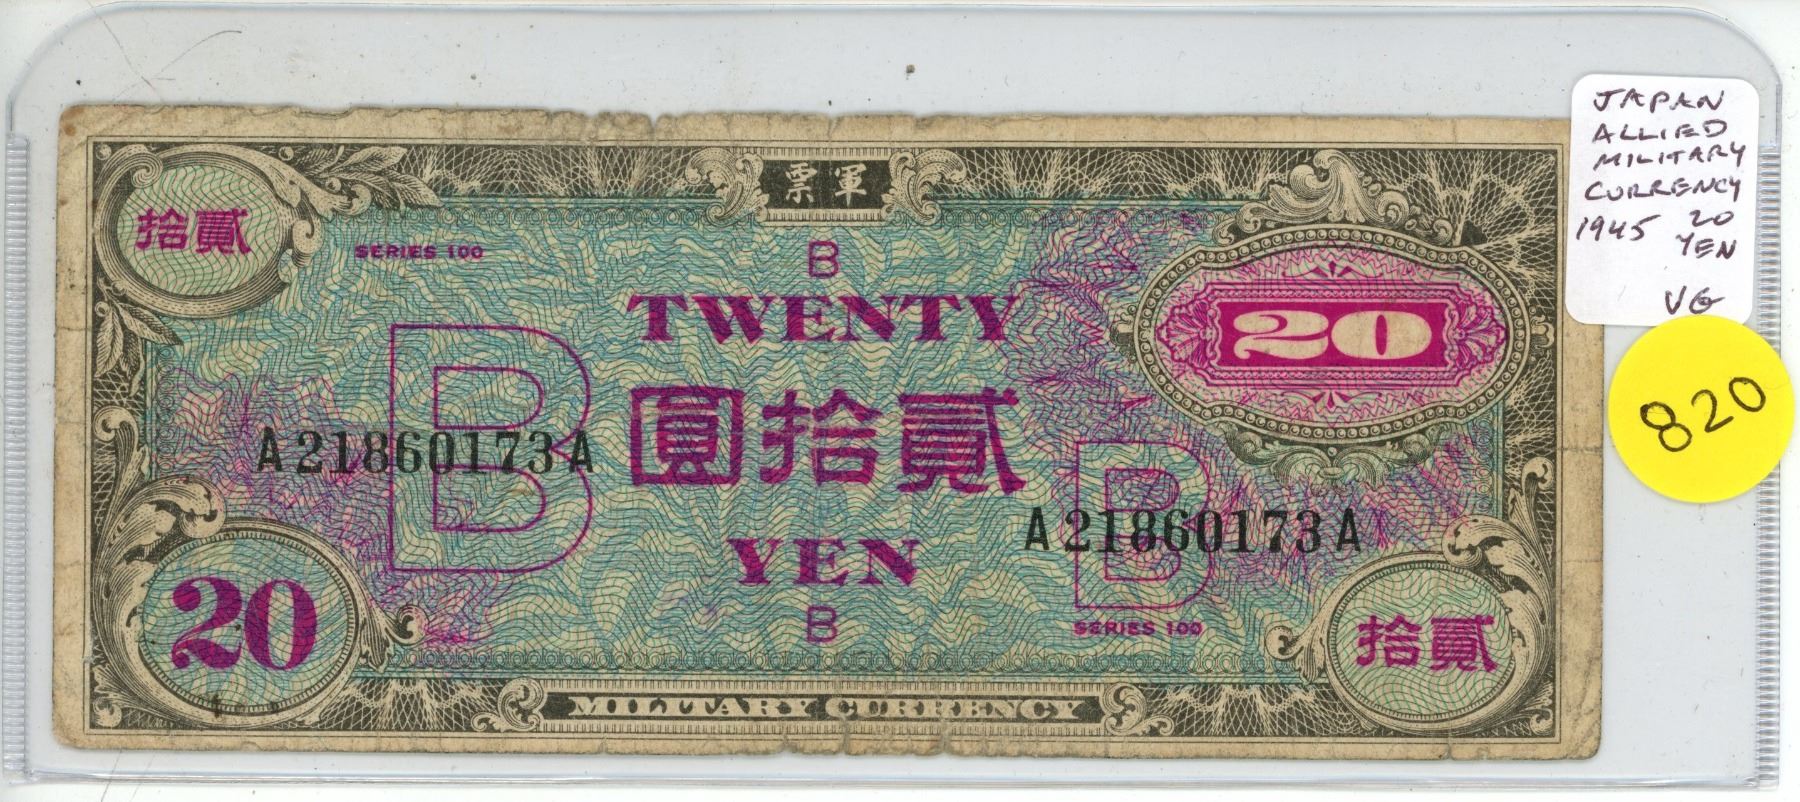 票軍
拾貳
SERIES 100
B
TWENTY
20
B
圓拾貳
A21860173A
B
A21860173A
YEN
20
B
SERIES 100
拾貳
MILITARY CURRENCY
JAPAN
ALLIED
MILITARY
CURRENCY
1945 20
YEN
VG
820